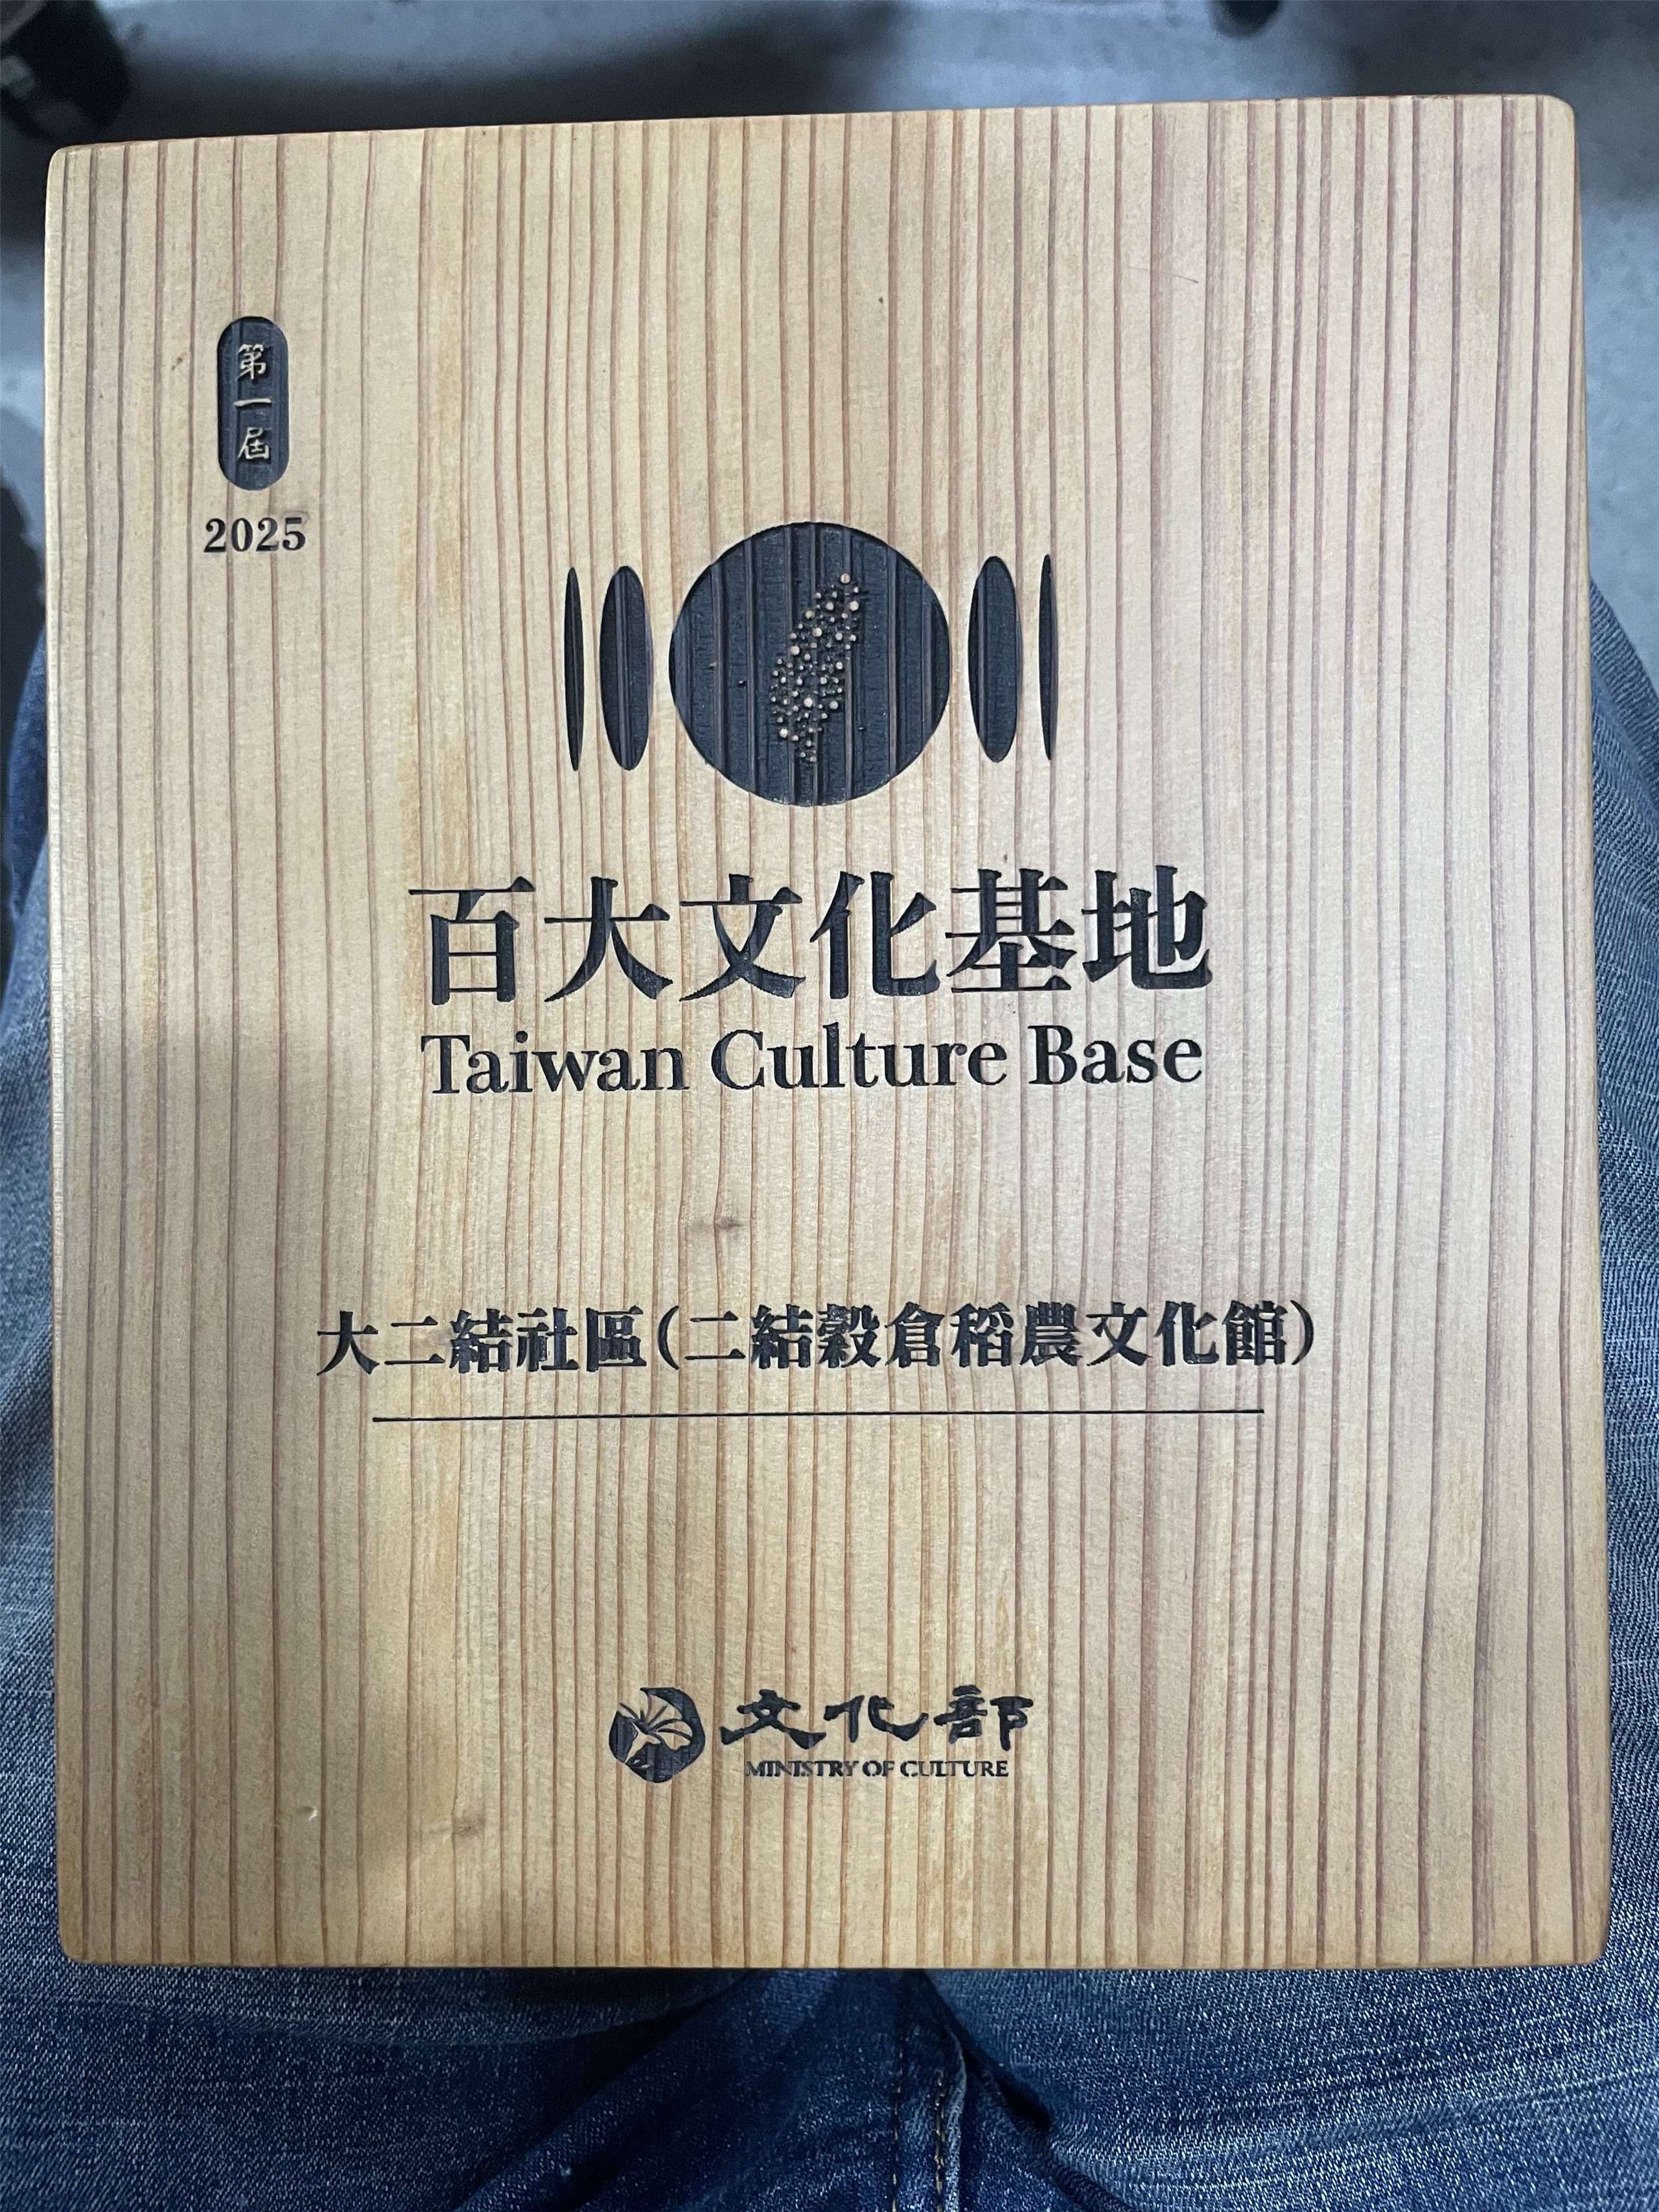 第一屆
2025
百大文化基地
Taiwan Culture Base
大二結社區(二結穀倉稻農文化館)
文化部
MINISTRY OF CULTURE